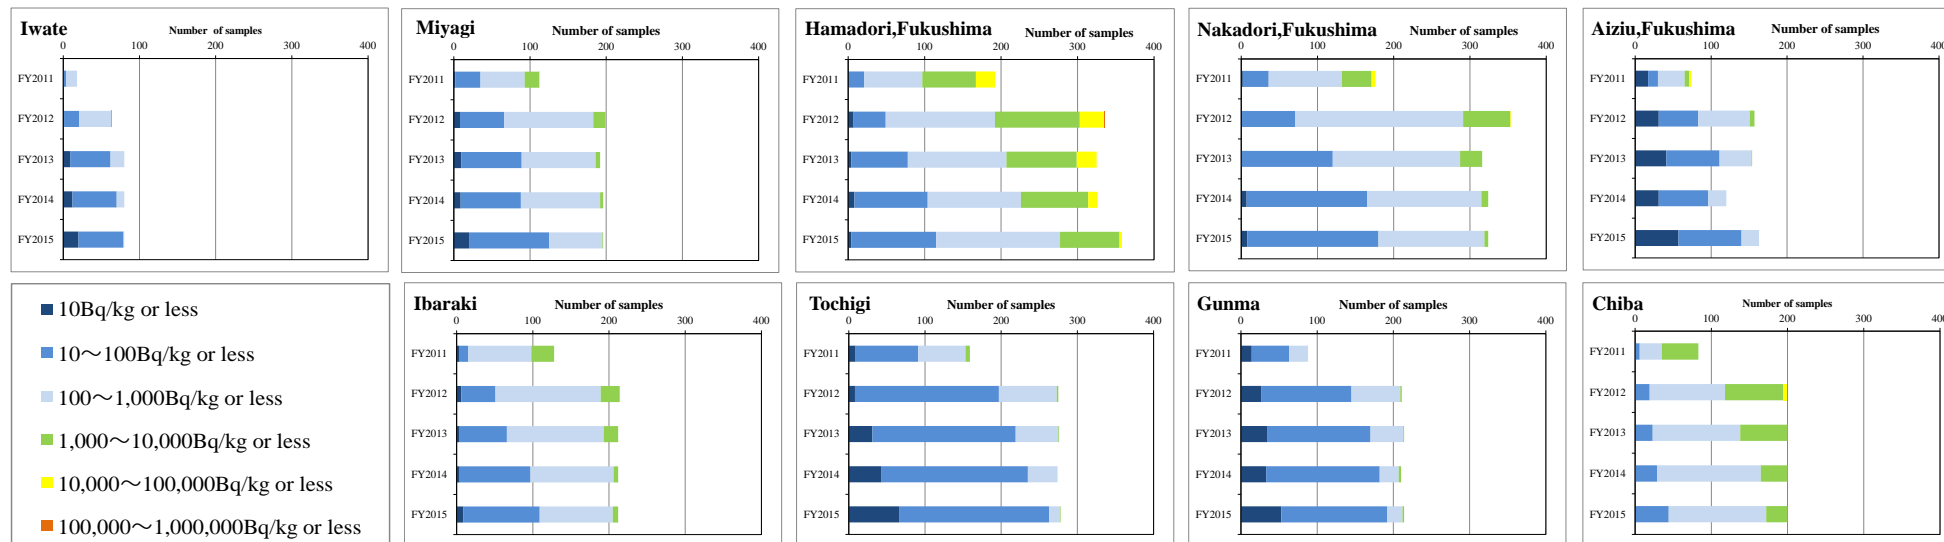 Iwate
Number of samples
0 100 200 300 400
FY2011
FY2012
FY2013
FY2014
FY2015
Miyagi
Number of samples
0 100 200 300 400
FY2011
FY2012
FY2013
FY2014
FY2015
Hamadori,Fukushima
Number of samples
0 100 200 300 400
FY2011
FY2012
FY2013
FY2014
FY2015
Nakadori,Fukushima
Number of samples
0 100 200 300 400
FY2011
FY2012
FY2013
FY2014
FY2015
Aiziu,Fukushima
Number of samples
0 100 200 300 400
FY2011
FY2012
FY2013
FY2014
FY2015
10Bq/kg or less
10～100Bq/kg or less
100～1,000Bq/kg or less
1,000～10,000Bq/kg or less
10,000～100,000Bq/kg or less
100,000～1,000,000Bq/kg or less
Ibaraki
Number of samples
0 100 200 300 400
FY2011
FY2012
FY2013
FY2014
FY2015
Tochigi
Number of samples
0 100 200 300 400
FY2011
FY2012
FY2013
FY2014
FY2015
Gunma
Number of samples
0 100 200 300 400
FY2011
FY2012
FY2013
FY2014
FY2015
Chiba
Number of samples
0 100 200 300 400
FY2011
FY2012
FY2013
FY2014
FY2015